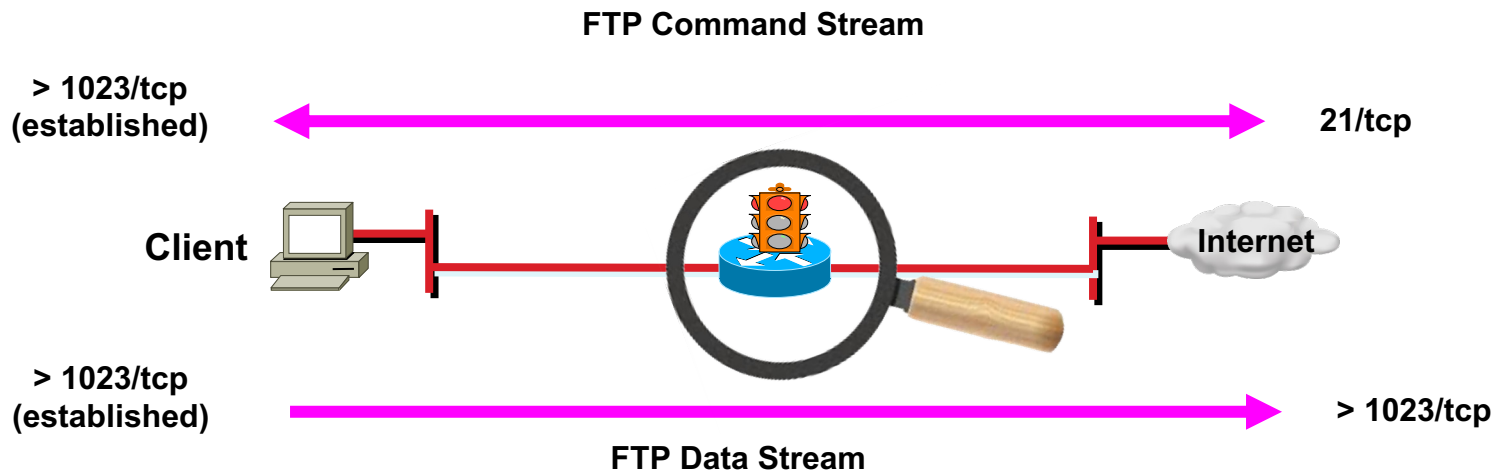 FTP Command Stream
> 1023/tcp
(established)
21/tcp
Client
Internet
> 1023/tcp
(established)
> 1023/tcp
FTP Data Stream